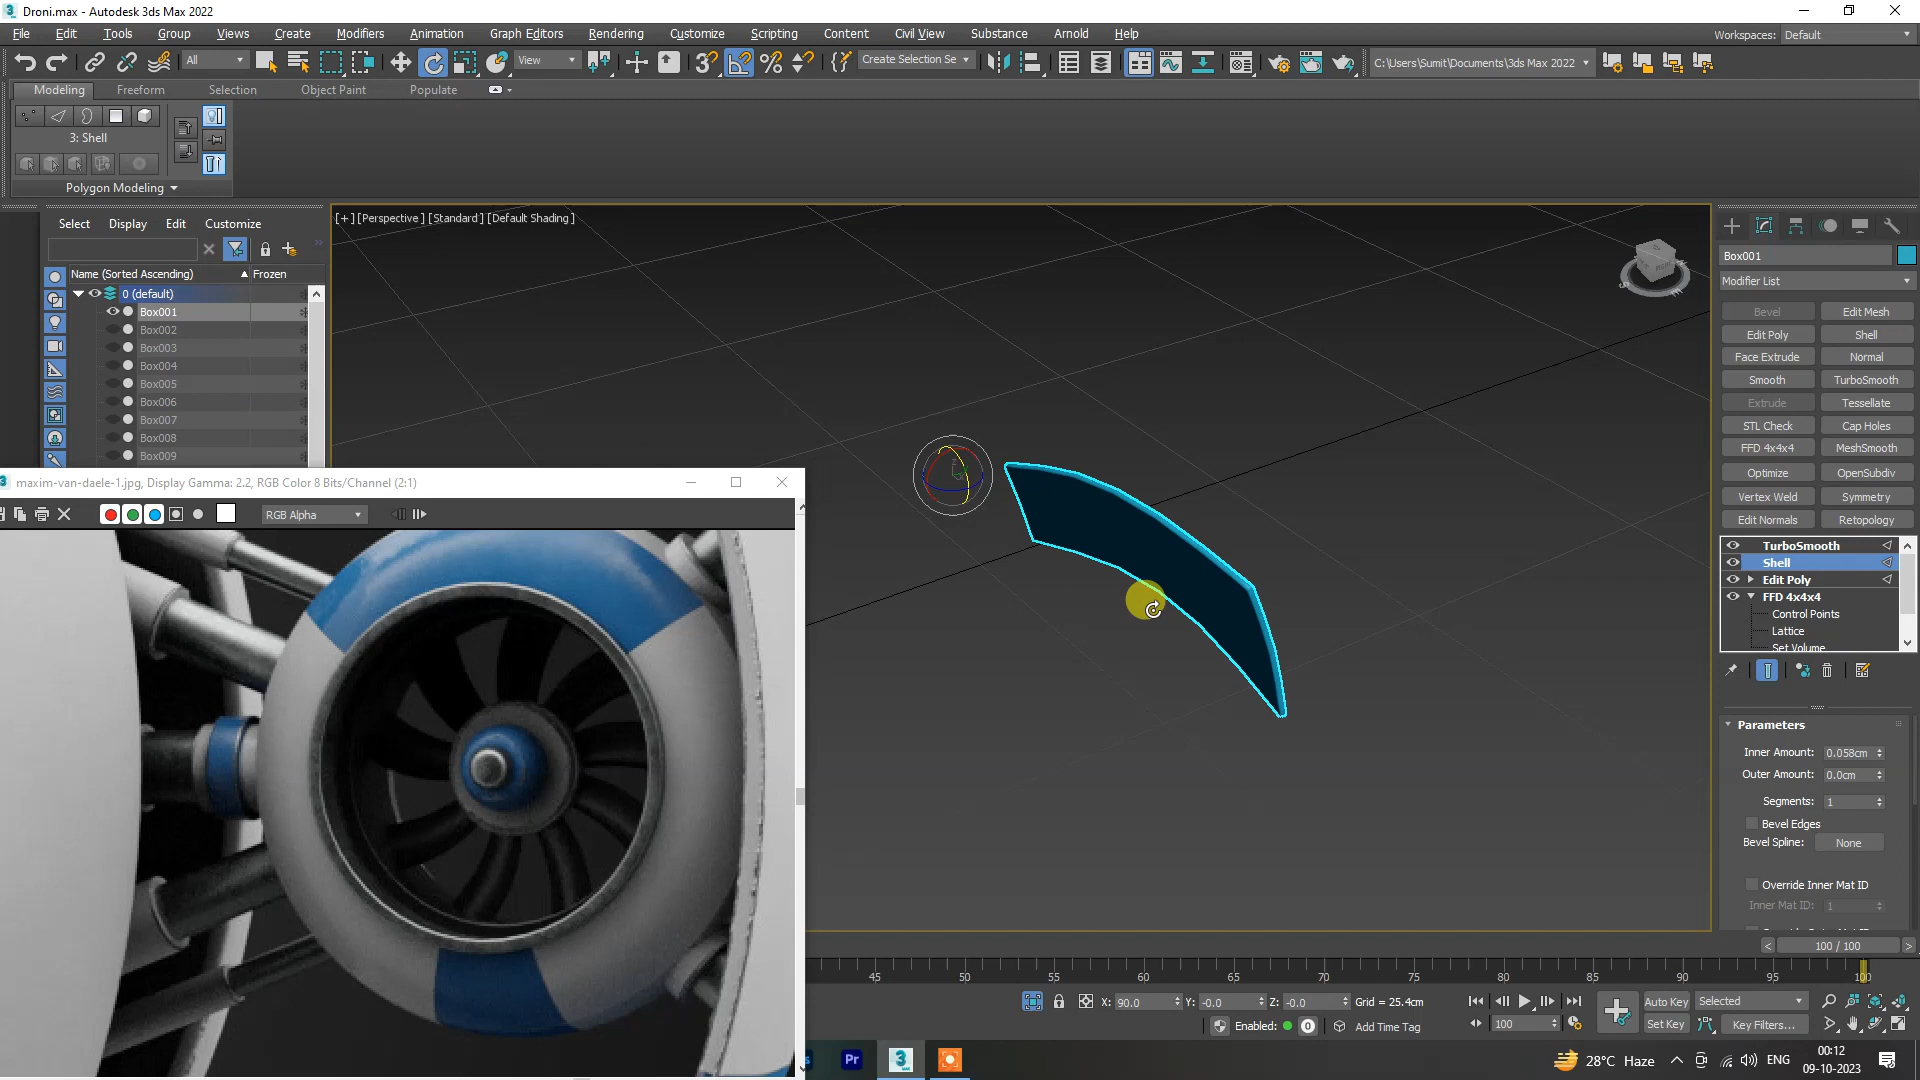 Droni.max - Autodesk 3ds Max 2022
File Edit Tools Group Views Create Modifiers Animation Graph Editors Rendering Customize Scripting Content Civil View Substance Arnold Help
Workspaces: Default
All View Create Selection Se C:\Users\Sumit\Documents\3ds Max 2022
Modeling Freeform Selection Object Paint Populate
3: Shell
Polygon Modeling
Select Display Edit Customize
[+] [Perspective] [Standard] [Default Shading]
Name (Sorted Ascending) Frozen
0 (default)
Box001
Box002
Box003
Box004
Box005
Box006
Box007
Box008
Box009
maxim-van-daele-1.jpg, Display Gamma: 2.2, RGB Color 8 Bits/Channel (2:1)
RGB Alpha
Box001
Modifier List
Bevel Edit Mesh
Edit Poly Shell
Face Extrude Normal
Smooth TurboSmooth
Extrude Tessellate
STL Check Cap Holes
FFD 4x4x4 MeshSmooth
Optimize OpenSubdiv
Vertex Weld Symmetry
Edit Normals Retopology
TurboSmooth
Shell
Edit Poly
FFD 4x4x4
Control Points
Lattice
Set Volume
Parameters
Inner Amount: 0.058cm
Outer Amount: 0.0cm
Segments: 1
Bevel Edges
Bevel Spline: None
Override Inner Mat ID
Inner Mat ID: 1
< 100 / 100 >
45 50 55 60 65 70 75 80 85 90 95 100
X: 90.0 Y: -0.0 Z: -0.0 Grid = 25.4cm
Auto Key Selected
Enabled: 0 Add Time Tag
100 Set Key Key Filters...
Pr 3
28°C Haze ENG
00:12
09-10-2023